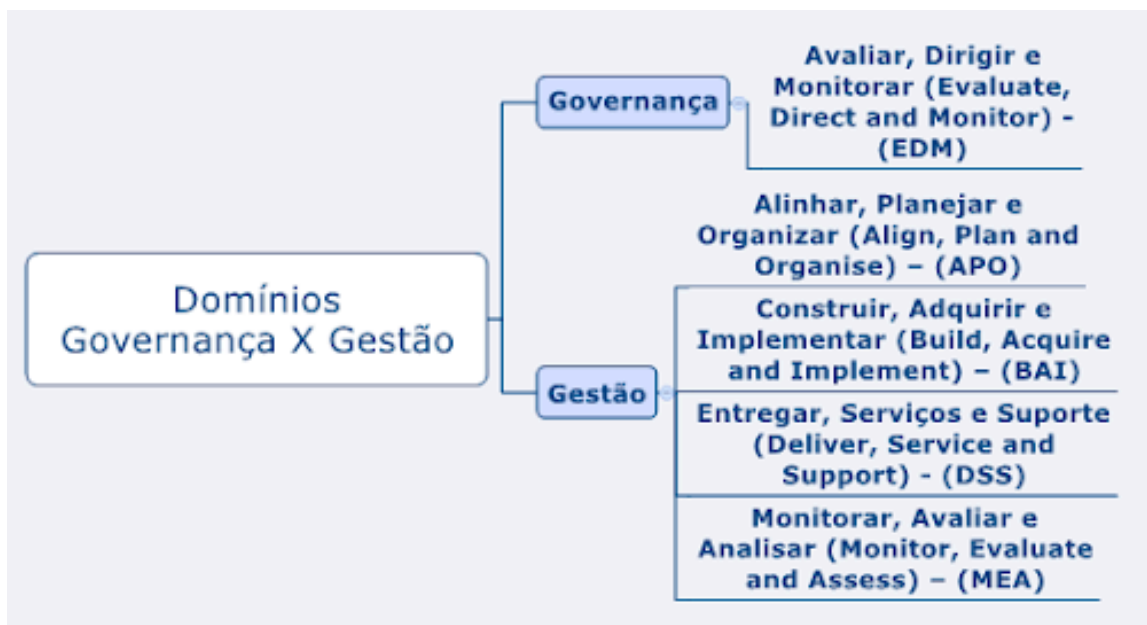 Domínios
Governança X Gestão
Governança
Avaliar, Dirigir e
Monitorar (Evaluate,
Direct and Monitor) -
(EDM)
Gestão
Alinhar, Planejar e
Organizar (Align, Plan and
Organise) – (APO)
Construir, Adquirir e
Implementar (Build, Acquire
and Implement) – (BAI)
Entregar, Serviços e Suporte
(Deliver, Service and
Support) - (DSS)
Monitorar, Avaliar e
Analisar (Monitor, Evaluate
and Assess) – (MEA)